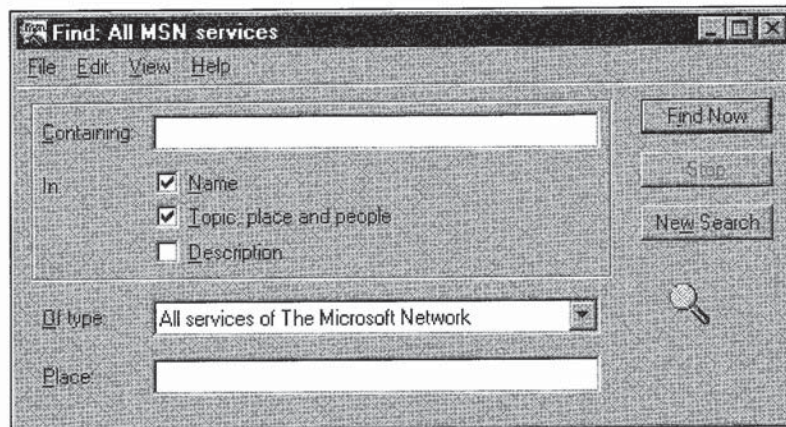 Find: All MSN services
File Edit View Help
Containing:
In:
Name
Topic, place and people
Description
Of type:
All services of The Microsoft Network
Place:
Find Now
Stop
New Search